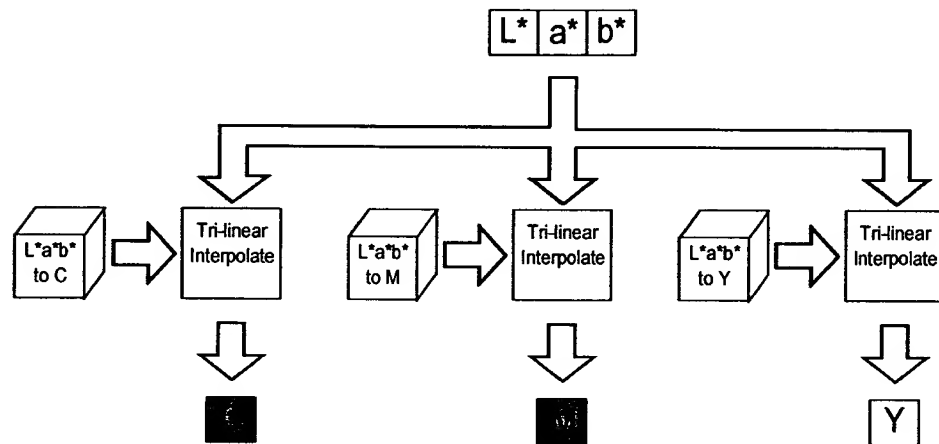 L* a* b*
L*a*b*
to C
Tri-linear
Interpolate
L*a*b*
to M
Tri-linear
Interpolate
L*a*b*
to Y
Tri-linear
Interpolate
C
M
Y